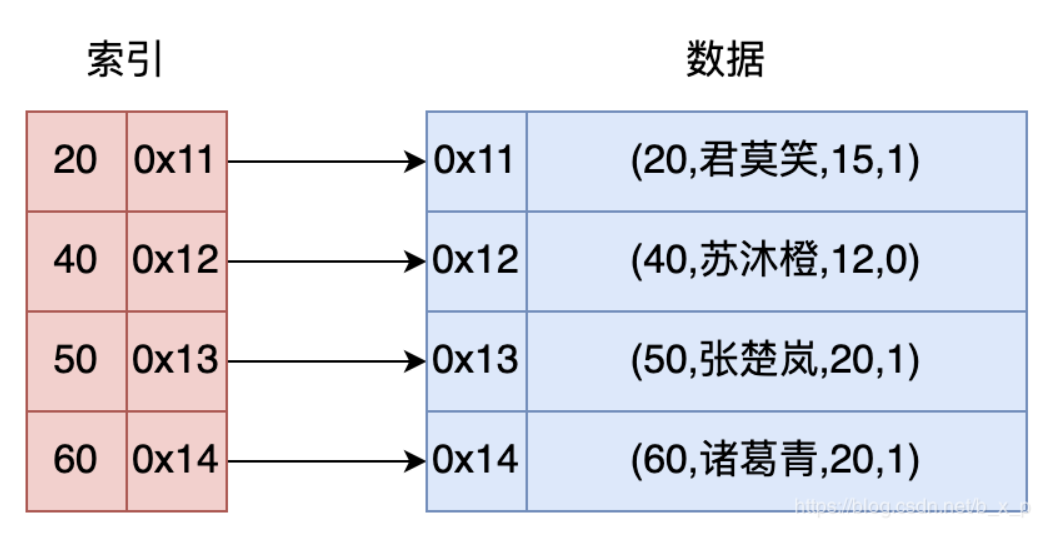 索引 数据
20 0x11 0x11 (20,君莫笑,15,1)
40 0x12 0x12 (40,苏沐橙,12,0)
50 0x13 0x13 (50,张楚岚,20,1)
60 0x14 0x14 (60,诸葛青,20,1)
https://blog.csdn.net/b_x_p